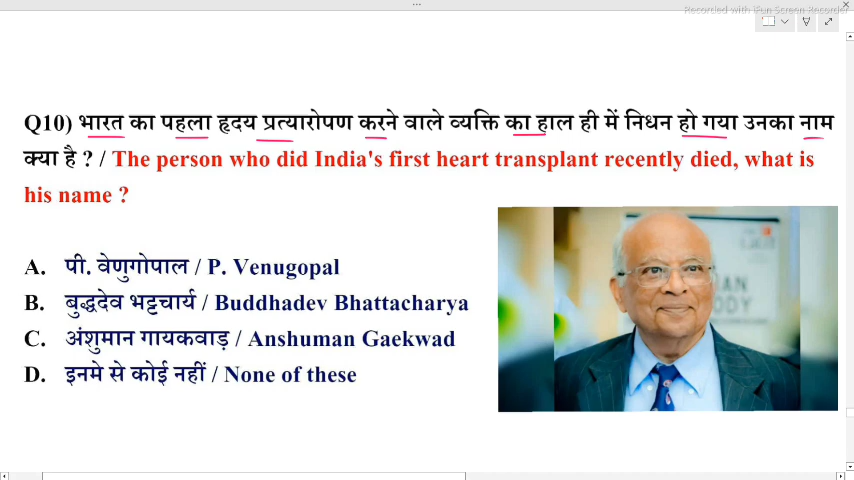 Recorded with iFun Screen Recorder
Q10) भारत का पहला हृदय प्रत्यारोपण करने वाले व्यक्ति का हाल ही में निधन हो गया उनका नाम
क्या है ? / The person who did India's first heart transplant recently died, what is
his name ?
A. पी. वेणुगोपाल / P. Venugopal
B. बुद्धदेव भट्टचार्य / Buddhadev Bhattacharya
C. अंशुमान गायकवाड़ / Anshuman Gaekwad
D. इनमे से कोई नहीं / None of these